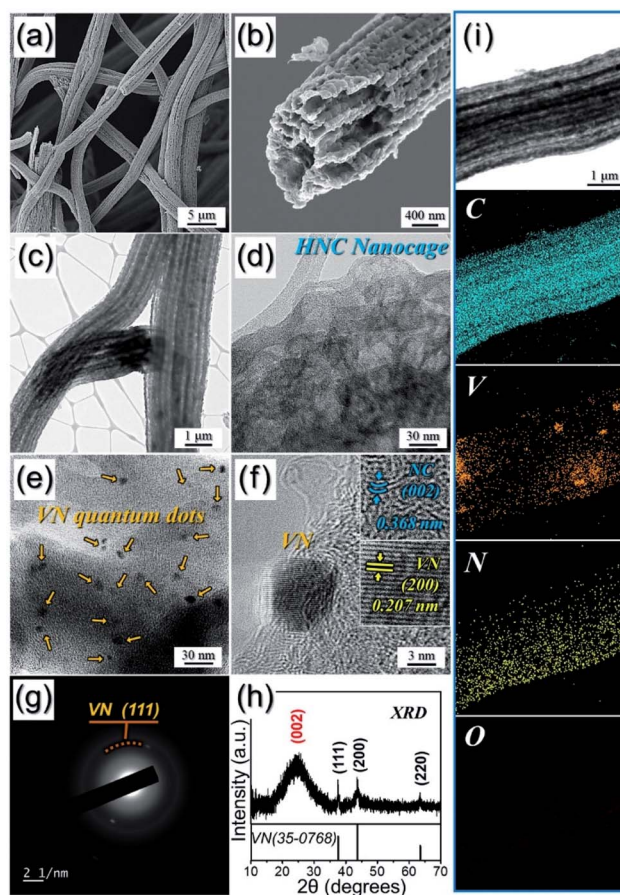 (a)
5 μm
(b)
400 nm
(c)
1 μm
(d)
HNC Nanocage
30 nm
(e)
VN quantum dots
30 nm
(f)
VN
NC
(002)
0.368 nm
VN
(200)
0.207 nm
3 nm
(g)
VN (111)
2 1/nm
(h)
XRD
(002)
(111)
(200)
(220)
Intensity (a.u.)
VN(35-0768)
10 20 30 40 50 60 70
2θ (degrees)
(i)
1 μm
C
V
N
O